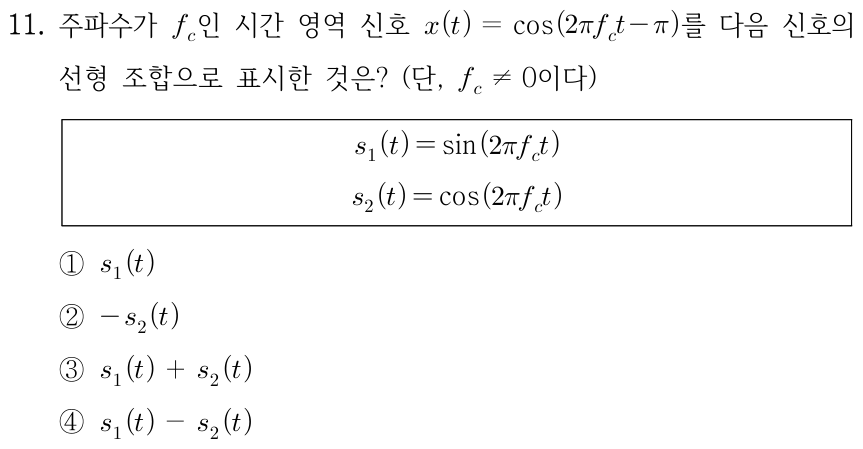 11. 주파수가 f_c인 시간 영역 신호 x(t) = cos(2πf_ct−π)를 다음 신호의
선형 조합으로 표시한 것은? (단, f_c ≠ 0이다)
s_1(t) = sin(2πf_ct)
s_2(t) = cos(2πf_ct)
① s_1(t)
② −s_2(t)
③ s_1(t) + s_2(t)
④ s_1(t) − s_2(t)